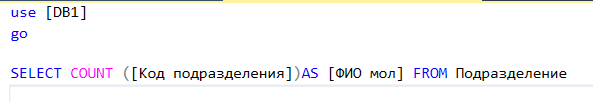 use [DB1]
go
SELECT COUNT ([Код подразделения])AS [ФИО мол] FROM Подразделение